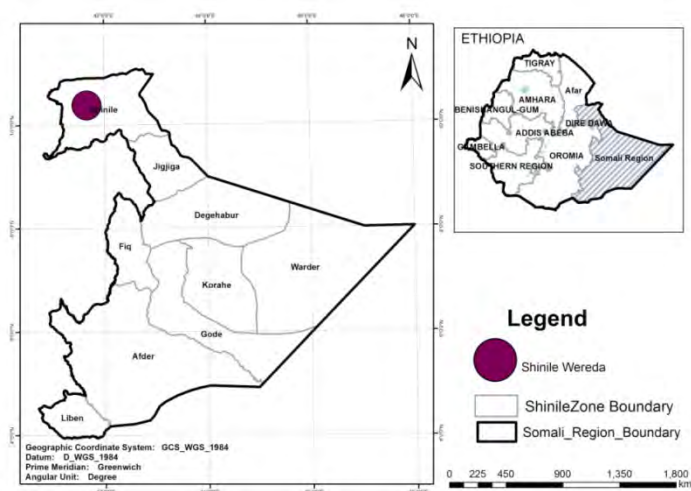 N
Shinile
Jigjiga
Degehabur
Fiq
Warder
Korahe
Gode
Afder
Liben
Geographic Coordinate System: GCS_WGS_1984
Datum: D_WGS_1984
Prime Meridian: Greenwich
Angular Unit: Degree
ETHIOPIA
TIGRAY
Afar
AMHARA
BENISHANGUL-GUM
DIRE DAWA
ADDIS ABEBA
GAMBELLA
OROMIA
Somali Region
SOUTHERN REGION
Legend
Shinile Wereda
ShinileZone Boundary
Somali_Region_Boundary
0 225 450 900 1,350 1,800
km